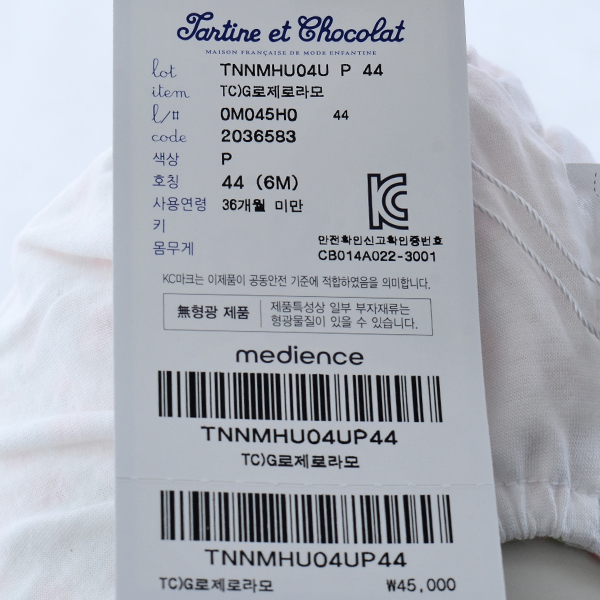 Tartine et Chocolat
MAISON FRANÇAISE DE MODE ENFANTINE
lot TNNMHU04U P 44
item TC)G로제로라모
l/# 0M045H0 44
code 2036583
색상 P
호칭 44 (6M)
사용연령 36개월 미만
키
몸무게
안전확인신고확인증번호
CB014A022-3001
KC마크는 이제품이 공통안전 기준에 적합하였음을 의미합니다.
無형광 제품
제품특성상 일부 부자재류는
형광물질이 있을 수 있습니다.
medience
TNNMHU04UP44
TC)G로제로라모
TNNMHU04UP44
TC)G로제로라모 ₩45,000